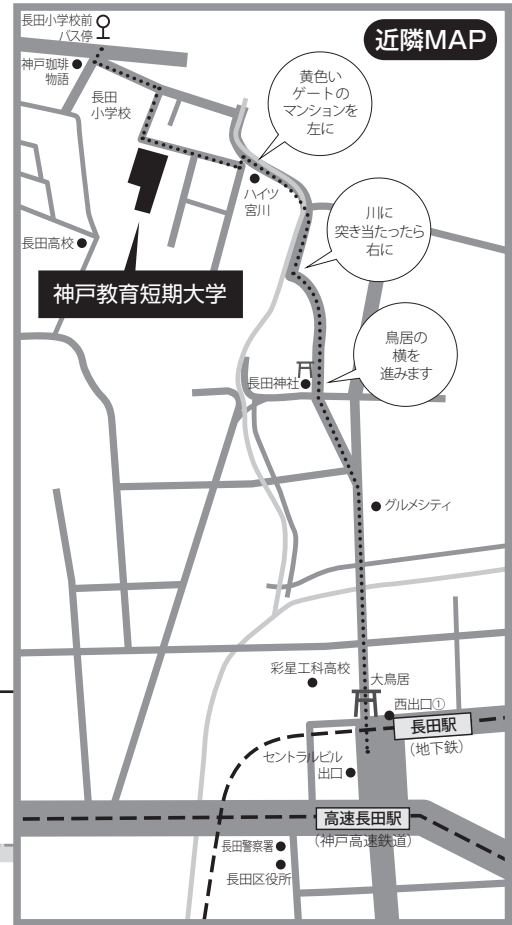 近隣MAP
長田小学校前
バス停
神戸珈琲
物語
長田
小学校
黄色い
ゲートの
マンションを
左に
ハイツ
宮川
川に
突き当たったら
右に
長田高校
神戸教育短期大学
鳥居の
横を
進みます
長田神社
グルメシティ
彩星工科高校
大鳥居
西出口①
長田駅
(地下鉄)
セントラルビル
出口
高速長田駅
(神戸高速鉄道)
長田警察署
長田区役所